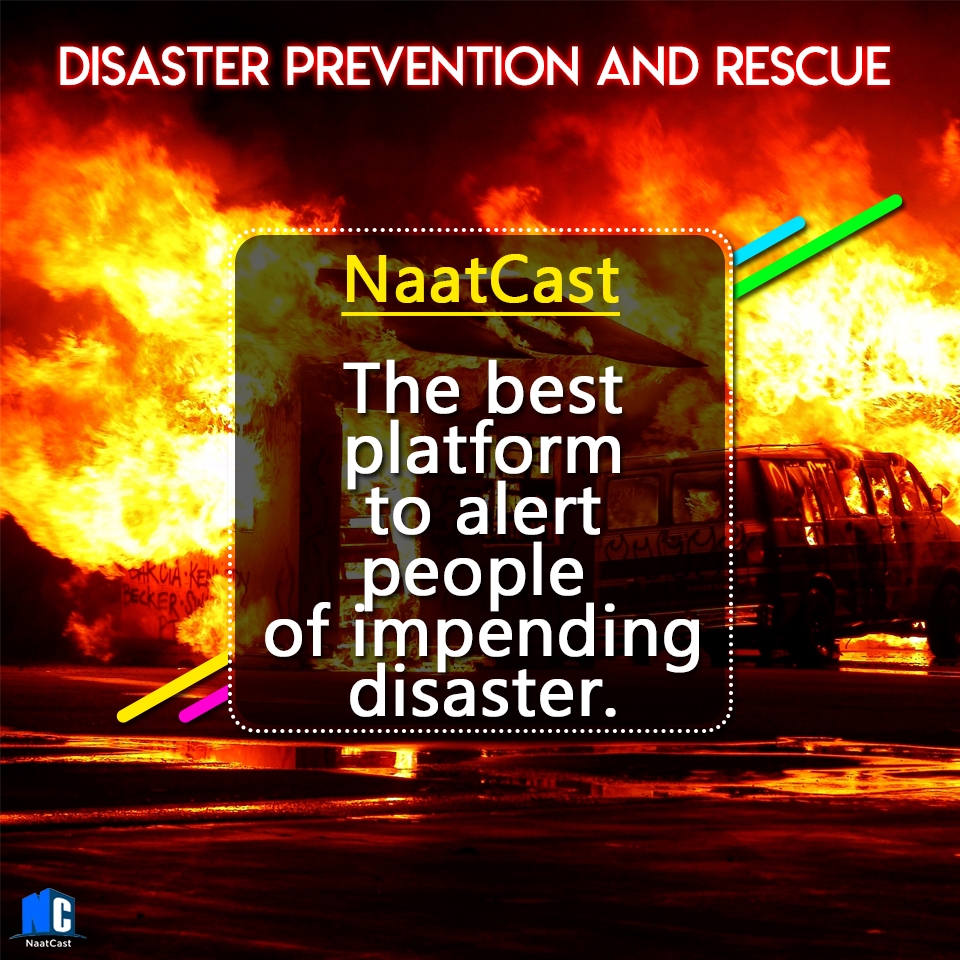 DISASTER PREVENTION AND RESCUE
NaatCast
The best
platform
to alert
people
of impending
disaster.
NC
NaatCast